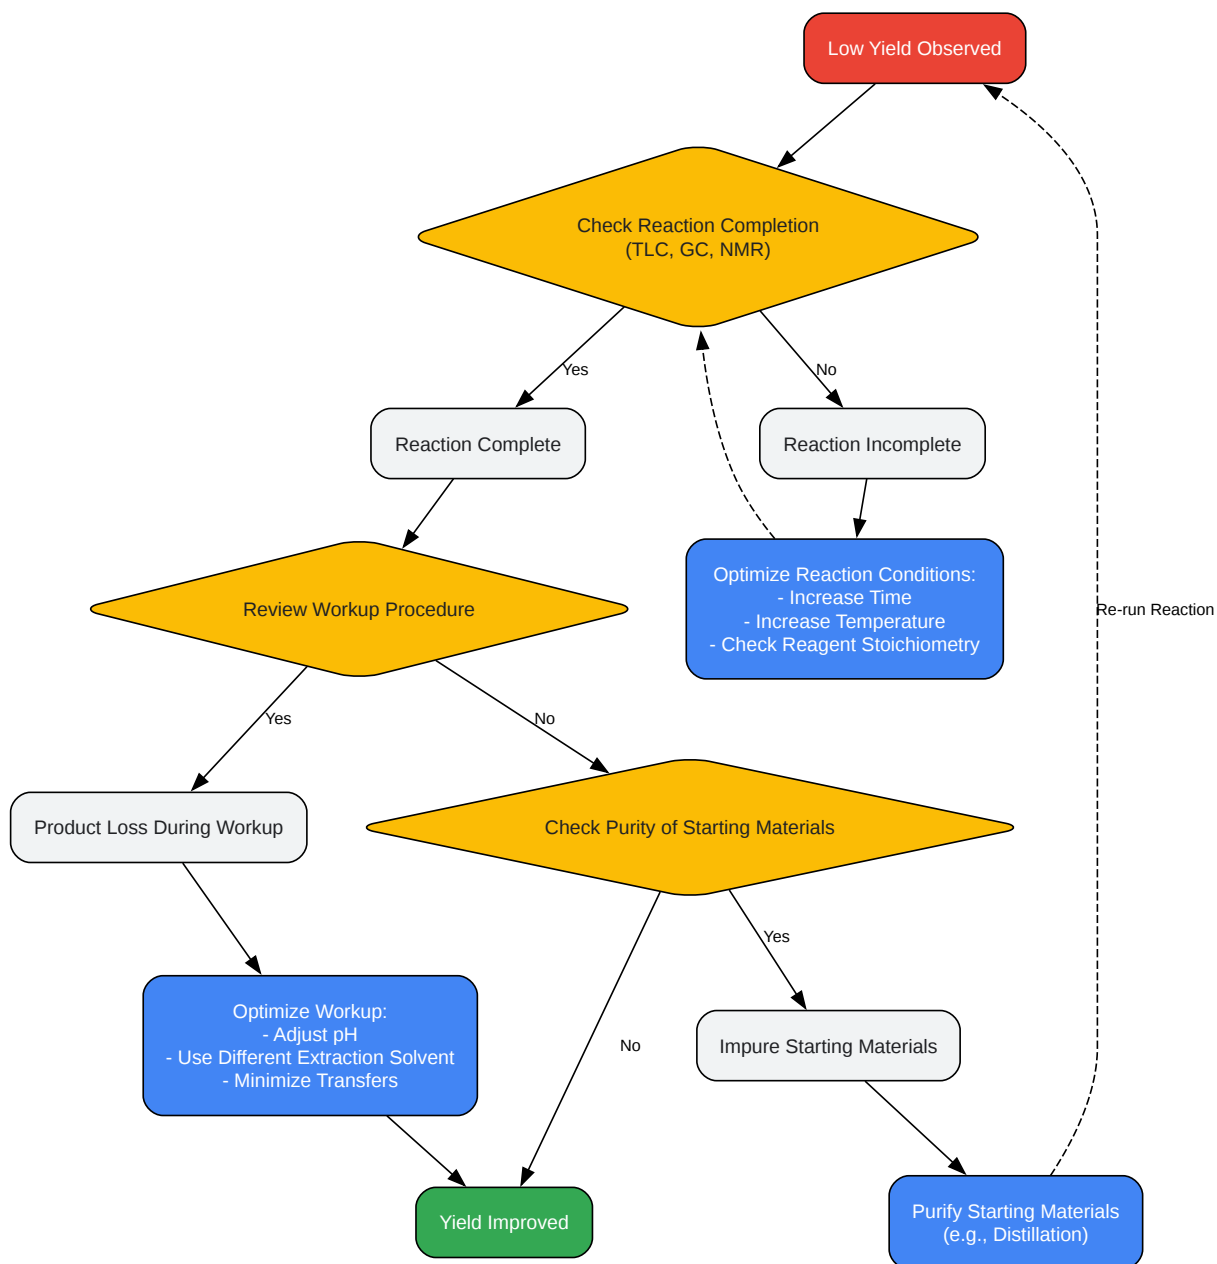 Low Yield Observed
Check Reaction Completion
(TLC, GC, NMR)
Yes
No
Reaction Complete
Reaction Incomplete
Optimize Reaction Conditions:
- Increase Time
- Increase Temperature
- Check Reagent Stoichiometry
Review Workup Procedure
Re-run Reaction
Yes
No
Product Loss During Workup
Check Purity of Starting Materials
Yes
Optimize Workup:
- Adjust pH
- Use Different Extraction Solvent
- Minimize Transfers
No
Impure Starting Materials
Yield Improved
Purify Starting Materials
(e.g., Distillation)